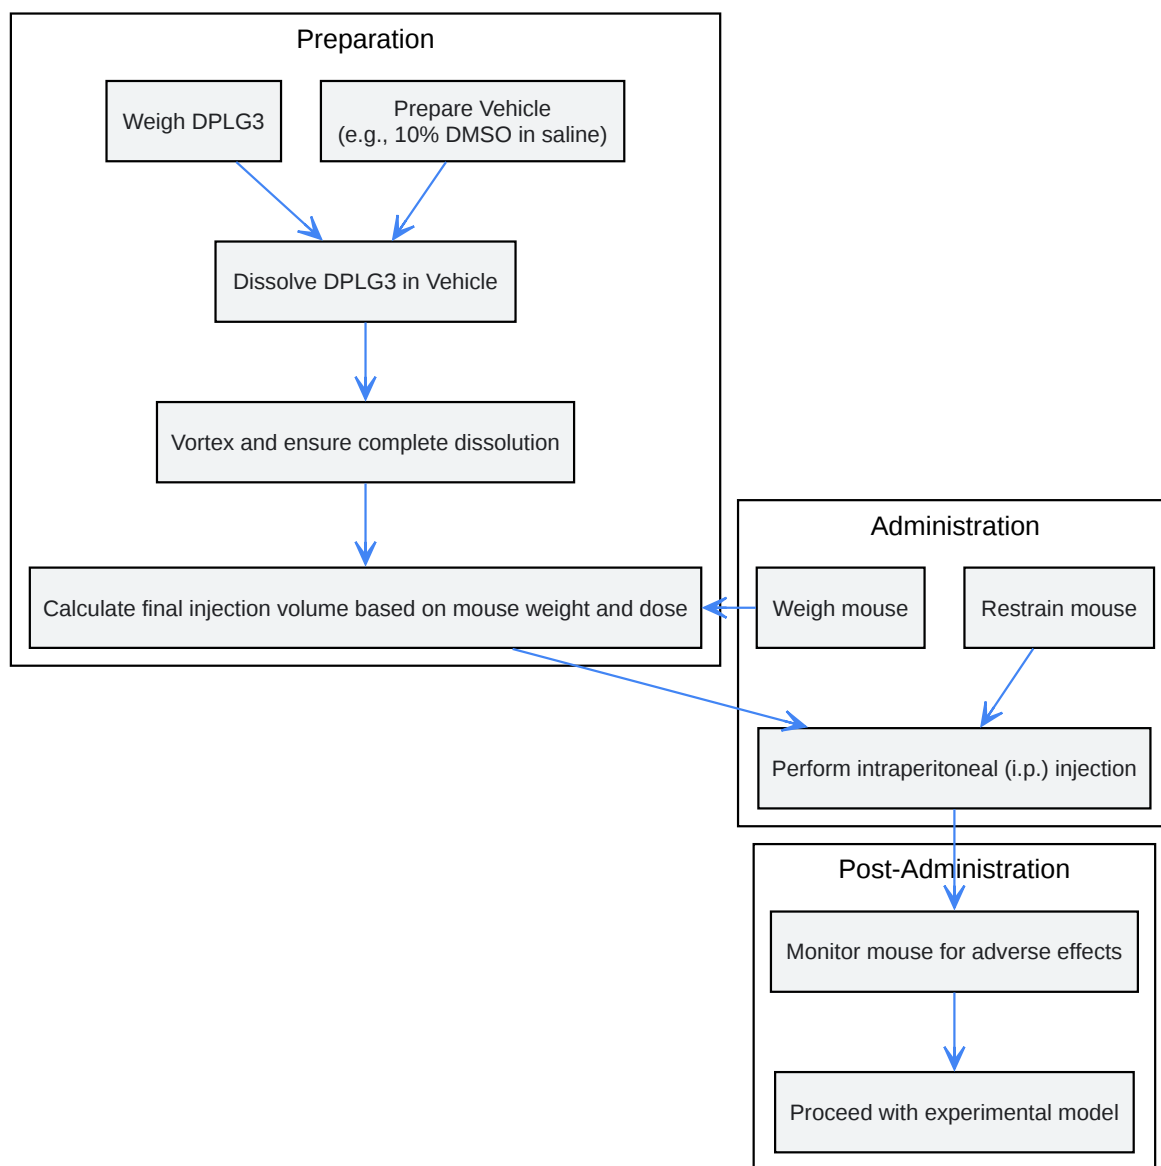 Preparation
Weigh DPLG3
Prepare Vehicle
(e.g., 10% DMSO in saline)
Dissolve DPLG3 in Vehicle
Vortex and ensure complete dissolution
Calculate final injection volume based on mouse weight and dose
Administration
Weigh mouse
Restrain mouse
Perform intraperitoneal (i.p.) injection
Post-Administration
Monitor mouse for adverse effects
Proceed with experimental model